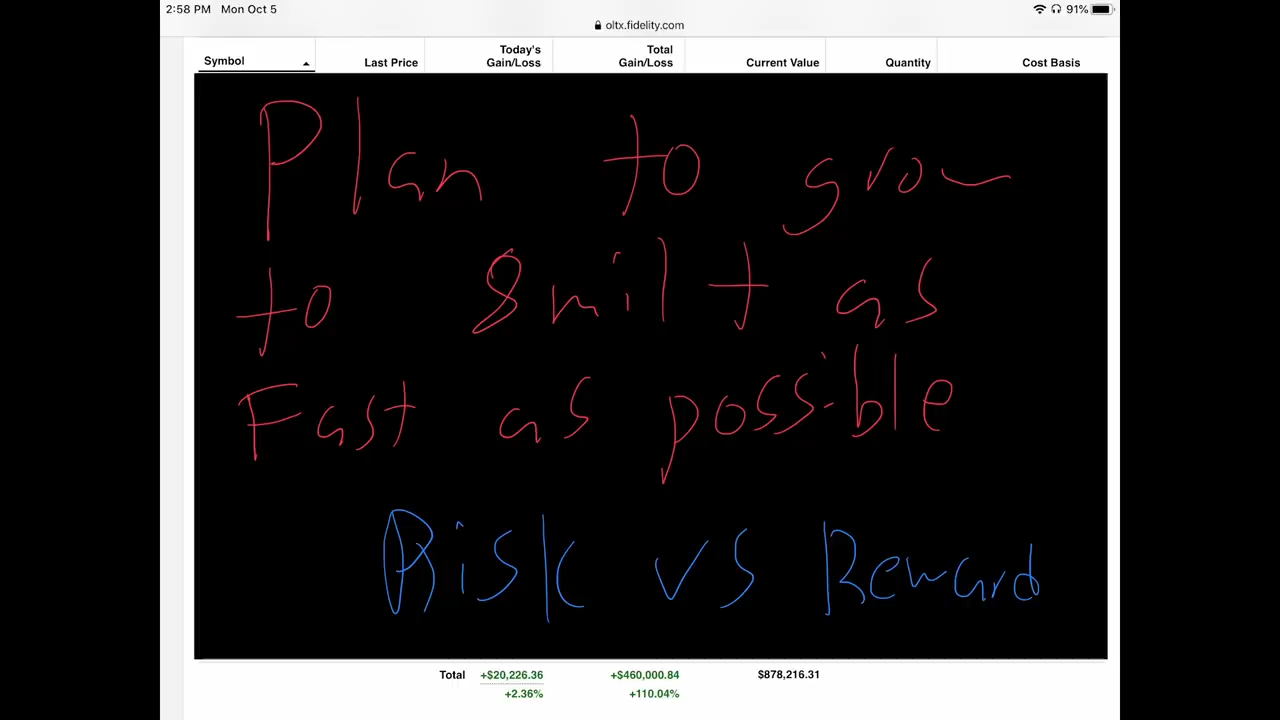 2:58 PM Mon Oct 5 91%
oltx.fidelity.com
Symbol Last Price Today's Gain/Loss Total Gain/Loss Current Value Quantity Cost Basis
Plan to grow
to 8mil+ as
Fast as possible
Risk vs Reward
Total +$20,226.36 +$460,000.84 $878,216.31
+2.36% +110.04%